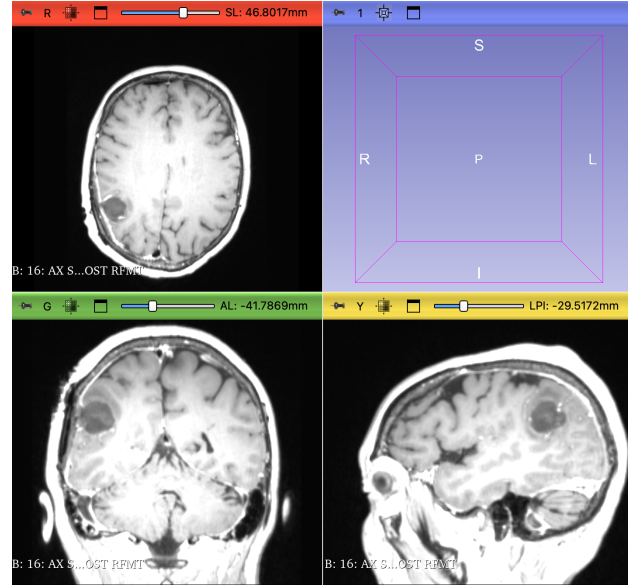 R SL: 46.8017mm
1
S
R P L
I
B: 16: AX S...OST RFMT
G AL: -41.7869mm
Y LPI: -29.5172mm
B: 16: AX S...OST RFMT
B: 16: AX S...OST RFMT